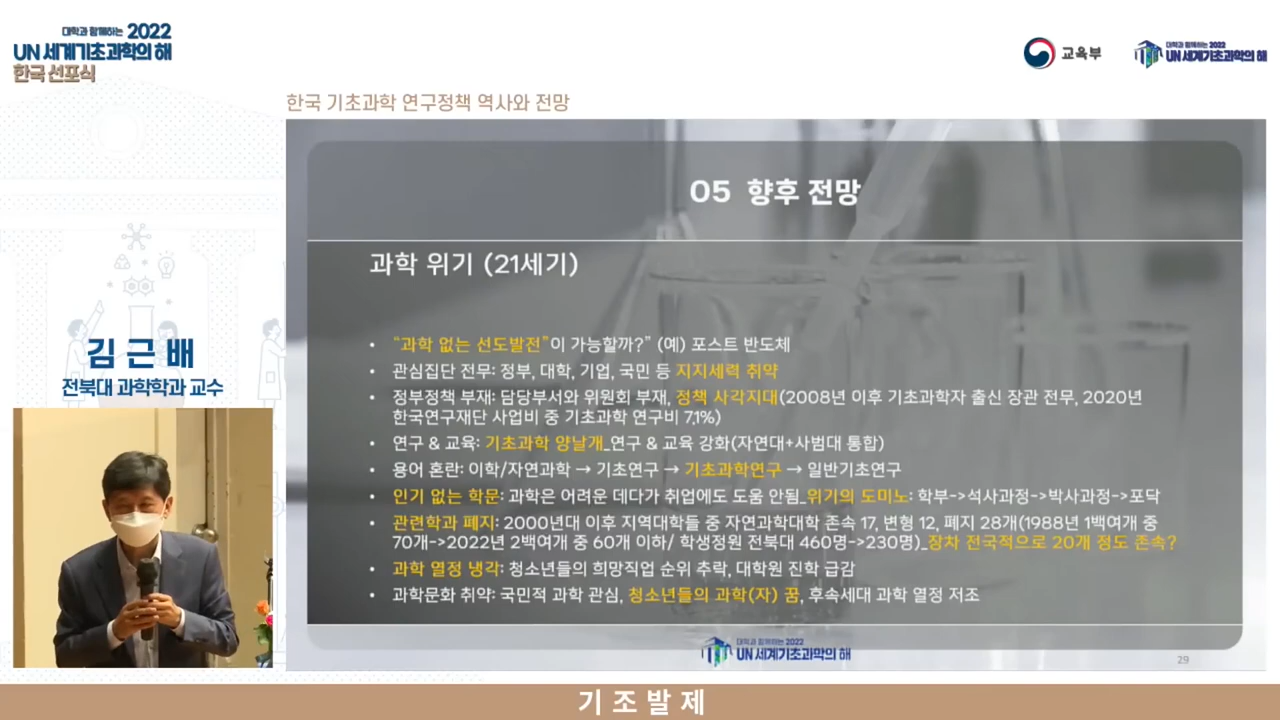 대학과 함께하는 2022
UN 세계기초과학의 해
한국 선포식
교육부
대학과 함께하는 2022
UN 세계기초과학의 해
한국 기초과학 연구정책 역사와 전망
05 향후 전망
과학 위기 (21세기)
• “과학 없는 선도발전”이 가능할까?” (예) 포스트 반도체
• 관심집단 전무: 정부, 대학, 기업, 국민 등 지지세력 취약
• 정부정책 부재: 담당부서와 위원회 부재, 정책 사각지대(2008년 이후 기초과학자 출신 장관 전무, 2020년
한국연구재단 사업비 중 기초과학 연구비 7.1%)
• 연구 & 교육: 기초과학 양날개_연구 & 교육 강화(자연대+사범대 통합)
• 용어 혼란: 이학/자연과학 → 기초연구 → 기초과학연구 → 일반기초연구
• 인기 없는 학문: 과학은 어려운 데다가 취업에도 도움 안됨_위기의 도미노: 학부->석사과정->박사과정->포닥
• 관련학과 폐지: 2000년대 이후 지역대학들 중 자연과학대학 존속 17, 변형 12, 폐지 28개(1988년 1백여개 중
70개->2022년 2백여개 중 60개 이하/ 학생정원 전북대 460명->230명)_장차 전국적으로 20개 정도 존속?
• 과학 열정 냉각: 청소년들의 희망직업 순위 추락, 대학원 진학 급감
• 과학문화 취약: 국민적 과학 관심, 청소년들의 과학(자) 꿈, 후속세대 과학 열정 저조
대학과 함께하는 2022
UN 세계기초과학의 해
29
김근배
전북대 과학학과 교수
기조발제